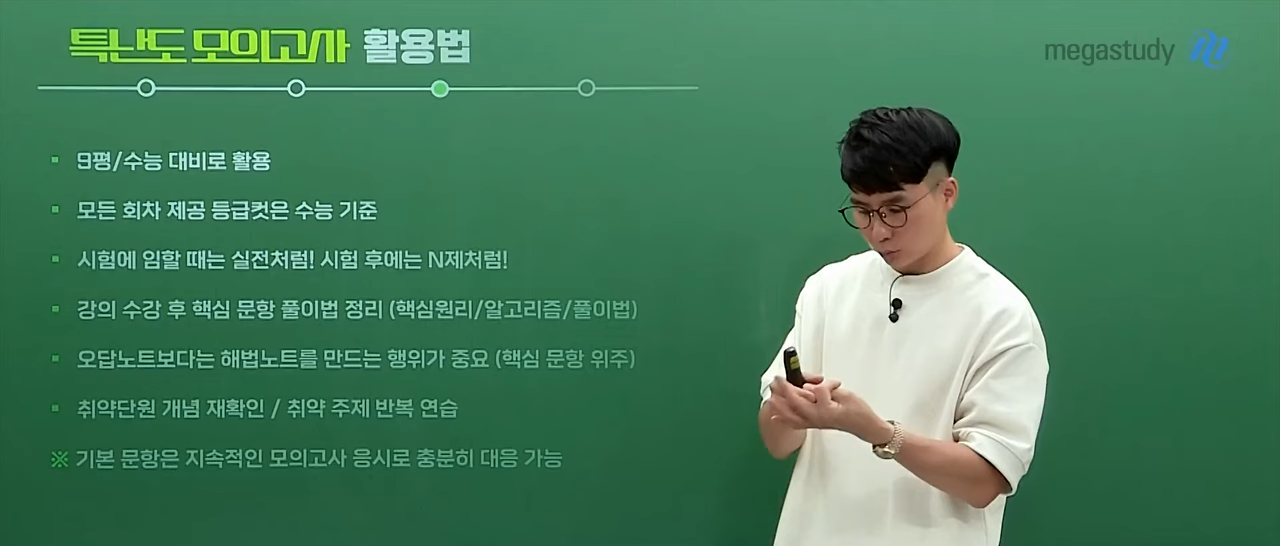 특난도 모의고사 활용법
megastudy
9평/수능 대비로 활용
모든 회차 제공 등급컷은 수능 기준
시험에 임할 때는 실전처럼! 시험 후에는 N제처럼!
강의 수강 후 핵심 문항 풀이법 정리 (핵심원리/알고리즘/풀이법)
오답노트보다는 해법노트를 만드는 행위가 중요 (핵심 문항 위주)
취약단원 개념 재확인 / 취약 주제 반복 연습
※ 기본 문항은 지속적인 모의고사 응시로 충분히 대응 가능